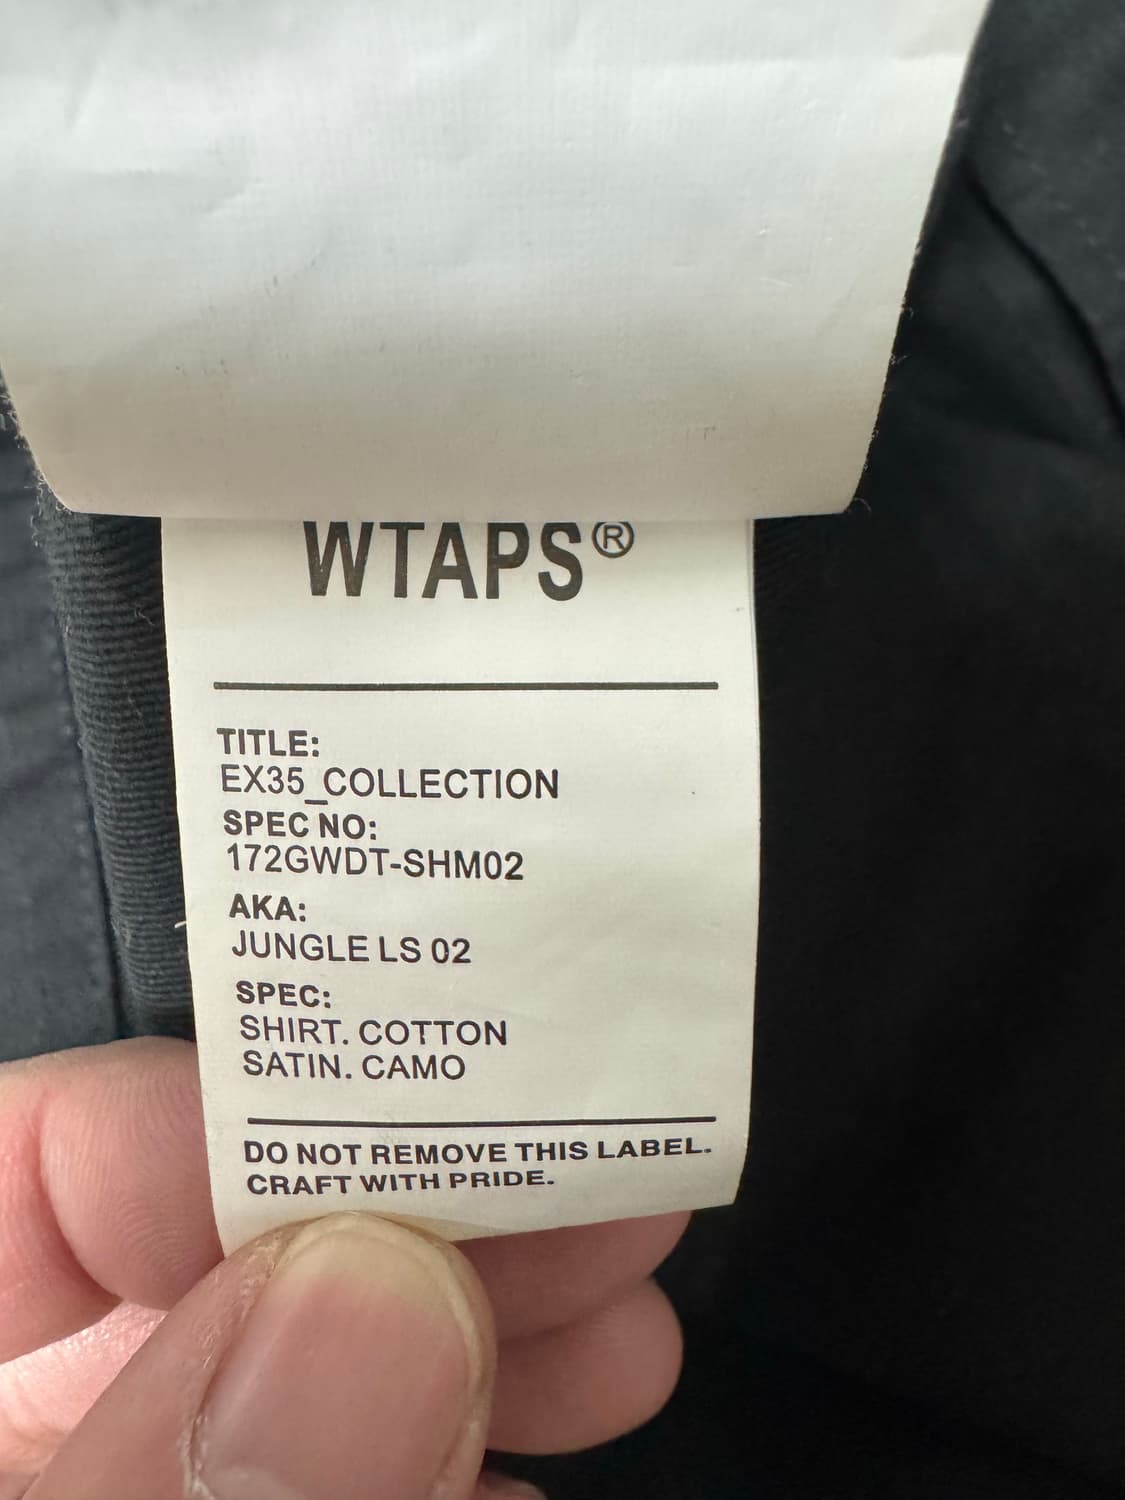 WTAPS®
TITLE:
EX35_COLLECTION
SPEC NO:
172GWDT-SHM02
AKA:
JUNGLE LS 02
SPEC:
SHIRT. COTTON
SATIN. CAMO
DO NOT REMOVE THIS LABEL.
CRAFT WITH PRIDE.